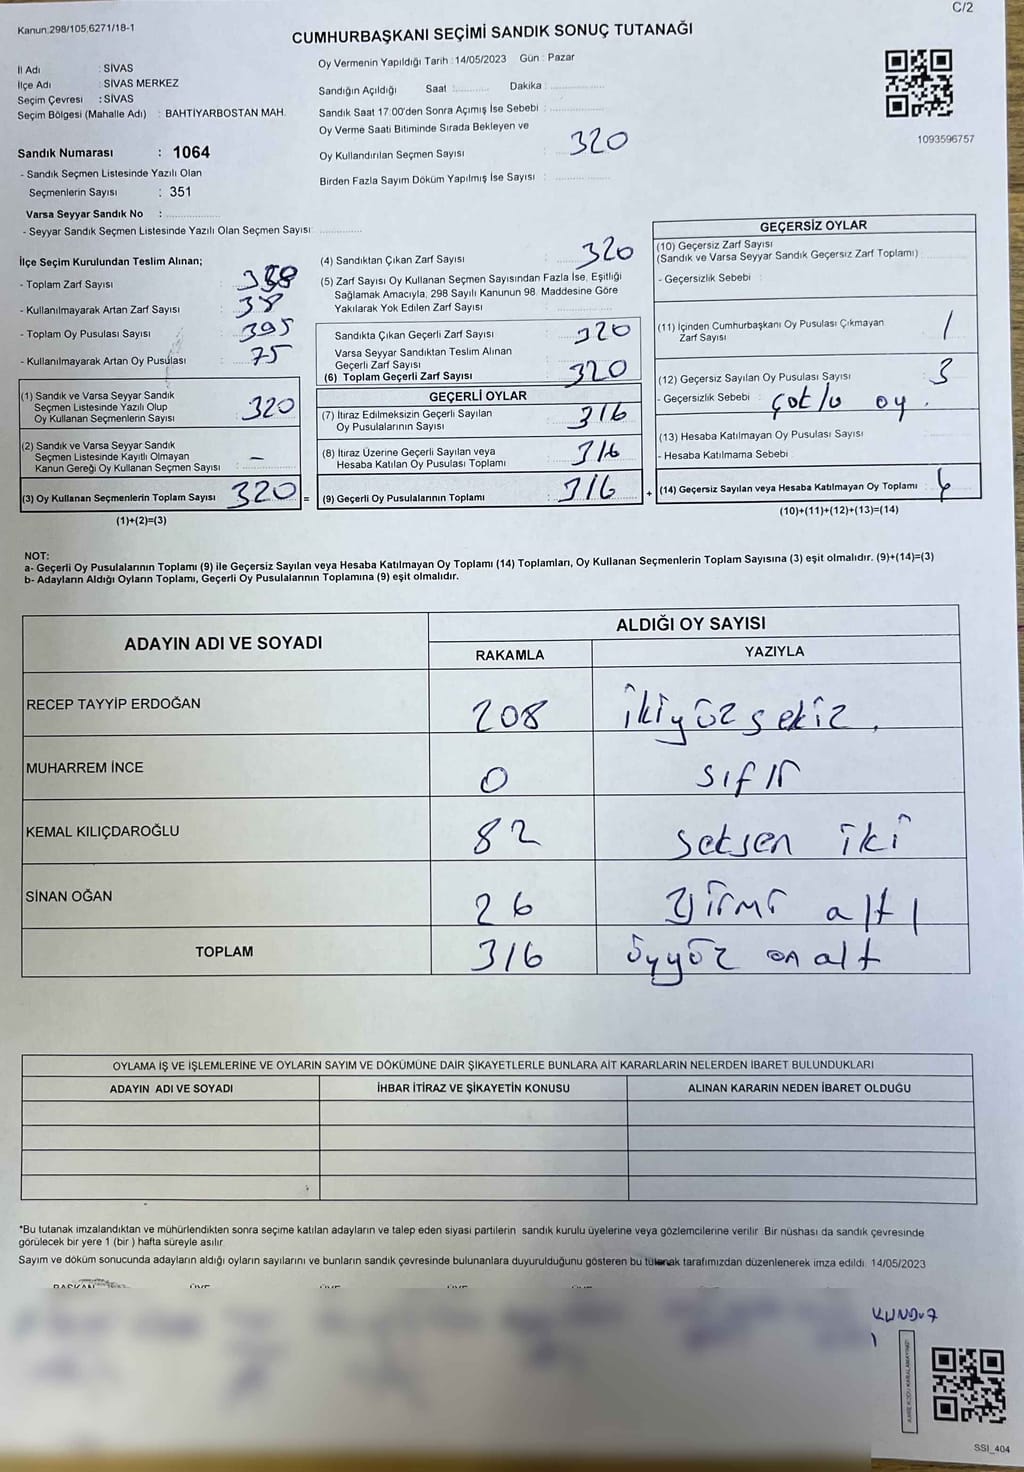 C/2
Kanun:298/105;6271/18-1
CUMHURBAŞKANI SEÇİMİ SANDIK SONUÇ TUTANAĞI
İl Adı : SİVAS
İlçe Adı : SİVAS MERKEZ
Seçim Çevresi : SİVAS
Seçim Bölgesi (Mahalle Adı) : BAHTİYARBOSTAN MAH.
Sandık Numarası : 1064
- Sandık Seçmen Listesinde Yazılı Olan
Seçmenlerin Sayısı : 351
Varsa Seyyar Sandık No :
- Seyyar Sandık Seçmen Listesinde Yazılı Olan Seçmen Sayısı:
Oy Vermenin Yapıldığı Tarih : 14/05/2023 Gün : Pazar
Sandığın Açıldığı Saat : Dakika :
Sandık Saat 17.00'den Sonra Açımış İse Sebebi :
Oy Verme Saati Bitiminde Sırada Bekleyen ve
Oy Kullandırılan Seçmen Sayısı : 320
Birden Fazla Sayım Döküm Yapılmış İse Sayısı :
1093596757
İlçe Seçim Kurulundan Teslim Alınan;
- Toplam Zarf Sayısı :
- Kullanılmayarak Artan Zarf Sayısı : 38
- Toplam Oy Pusulası Sayısı : 395
- Kullanılmayarak Artan Oy Pusulası : 75
(1) Sandık ve Varsa Seyyar Sandık
Seçmen Listesinde Yazılı Olup
Oy Kullanan Seçmenlerin Sayısı : 320
(2) Sandık ve Varsa Seyyar Sandık
Seçmen Listesinde Kayıtlı Olmayan
Kanun Gereği Oy Kullanan Seçmen Sayısı : –
(3) Oy Kullanan Seçmenlerin Toplam Sayısı 320 =
(1)+(2)=(3)
(4) Sandıktan Çıkan Zarf Sayısı : 320
(5) Zarf Sayısı Oy Kullanan Seçmen Sayısından Fazla İse, Eşitliği
Sağlamak Amacıyla, 298 Sayılı Kanunun 98. Maddesine Göre
Yakılarak Yok Edilen Zarf Sayısı :
Sandıkta Çıkan Geçerli Zarf Sayısı : 320
Varsa Seyyar Sandıktan Teslim Alınan
Geçerli Zarf Sayısı
(6) Toplam Geçerli Zarf Sayısı : 320
GEÇERLİ OYLAR
(7) İtiraz Edilmeksizin Geçerli Sayılan
Oy Pusulalarının Sayısı : 316
(8) İtiraz Üzerine Geçerli Sayılan veya
Hesaba Katılan Oy Pusulası Toplamı : 316
(9) Geçerli Oy Pusulalarının Toplamı : 316 +
GEÇERSİZ OYLAR
(10) Geçersiz Zarf Sayısı
(Sandık ve Varsa Seyyar Sandık Geçersiz Zarf Toplamı) :
- Geçersizlik Sebebi :
(11) İçinden Cumhurbaşkanı Oy Pusulası Çıkmayan
Zarf Sayısı : 1
(12) Geçersiz Sayılan Oy Pusulası Sayısı : 3
- Geçersizlik Sebebi : çoklu oy.
(13) Hesaba Katılmayan Oy Pusulası Sayısı :
- Hesaba Katılmama Sebebi
(14) Geçersiz Sayılan veya Hesaba Katılmayan Oy Toplamı :
(10)+(11)+(12)+(13)=(14)
NOT:
a- Geçerli Oy Pusulalarının Toplamı (9) ile Geçersiz Sayılan veya Hesaba Katılmayan Oy Toplamı (14) Toplamları, Oy Kullanan Seçmenlerin Toplam Sayısına (3) eşit olmalıdır. (9)+(14)=(3)
b- Adayların Aldığı Oyların Toplamı, Geçerli Oy Pusulalarının Toplamına (9) eşit olmalıdır.
ADAYIN ADI VE SOYADI ALDIĞI OY SAYISI
RAKAMLA YAZIYLA
RECEP TAYYİP ERDOĞAN 208 ikiyüzsekiz.
MUHARREM İNCE 0 sıfır
KEMAL KILIÇDAROĞLU 82 seksen iki
SİNAN OĞAN 26 yirmi altı
TOPLAM 316 üçyüz on alt
OYLAMA İŞ VE İŞLEMLERİNE VE OYLARIN SAYIM VE DÖKÜMÜNE DAİR ŞİKAYETLERLE BUNLARA AİT KARARLARIN NELERDEN İBARET BULUNDUKLARI
ADAYIN ADI VE SOYADI İHBAR İTİRAZ VE ŞİKAYETİN KONUSU ALINAN KARARIN NEDEN İBARET OLDUĞU
*Bu tutanak imzalandıktan ve mühürlendikten sonra seçime katılan adayların ve talep eden siyasi partilerin sandık kurulu üyelerine veya gözlemcilerine verilir. Bir nüshası da sandık çevresinde
görülecek bir yere 1 (bir ) hafta süreyle asılır.
Sayım ve döküm sonucunda adayların aldığı oyların sayılarını ve bunların sandık çevresinde bulunanlara duyurulduğunu gösteren bu tutanak tarafımızdan düzenlenerek imza edildi. 14/05/2023
KUNDUZ
KARE KODU KARALAMAYINIZ!
SSI_404